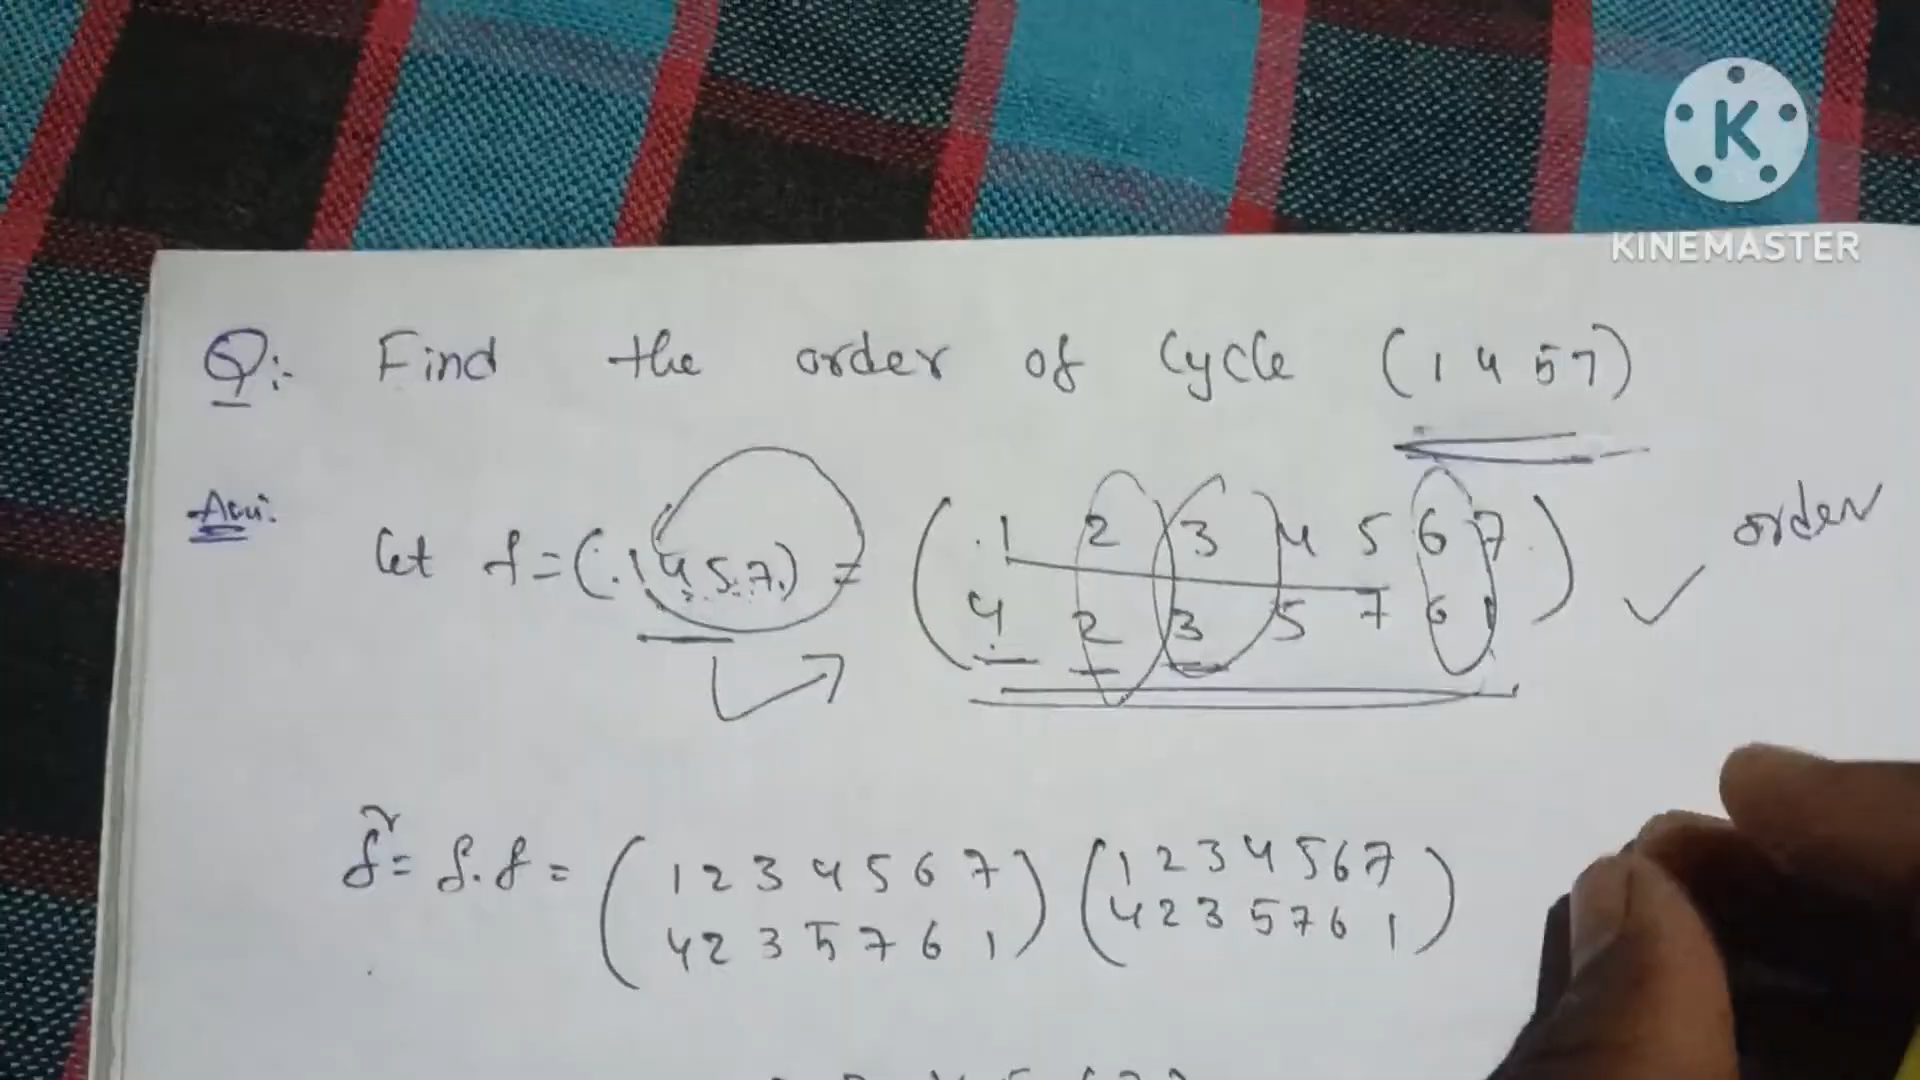 K
KINEMASTER
Q:- Find the order of Cycle (1 4 5 7)
Let f = (1 4 5 7) = ( 1 2 3 4 5 6 7 ) order
4 2 3 5 7 6 1
f² = f.f = ( 1 2 3 4 5 6 7 ) ( 1 2 3 4 5 6 7 )
4 2 3 5 7 6 1 4 2 3 5 7 6 1